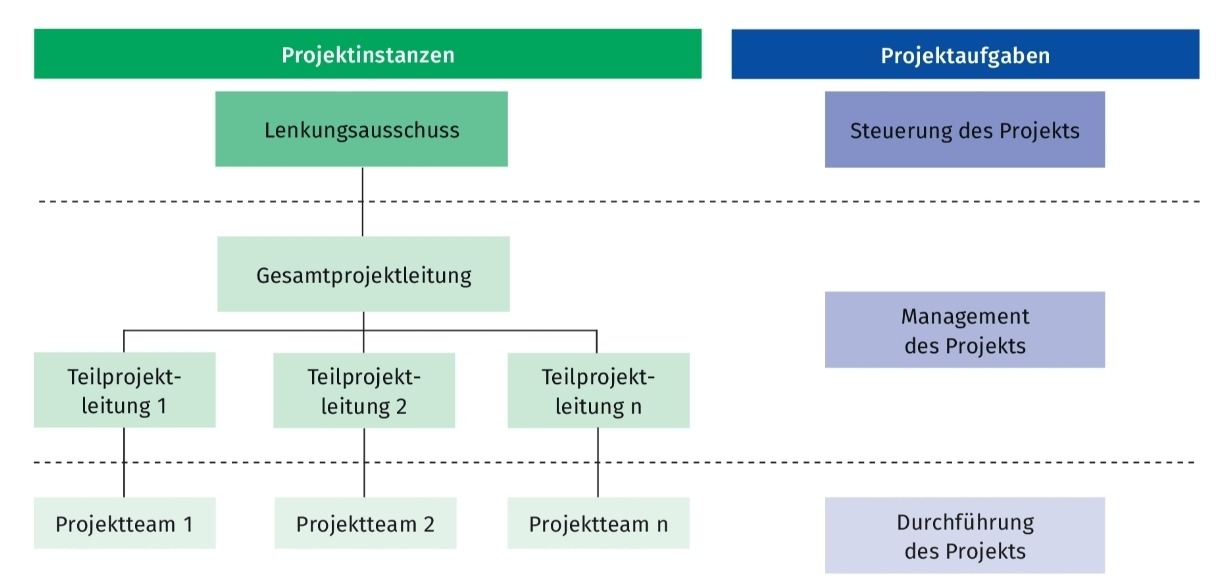 Projektinstanzen
Projektaufgaben
Lenkungsausschuss
Steuerung des Projekts
Gesamtprojektleitung
Management
des Projekts
Teilprojekt-
leitung 1
Teilprojekt-
leitung 2
Teilprojekt-
leitung n
Projektteam 1
Projektteam 2
Projektteam n
Durchführung
des Projekts